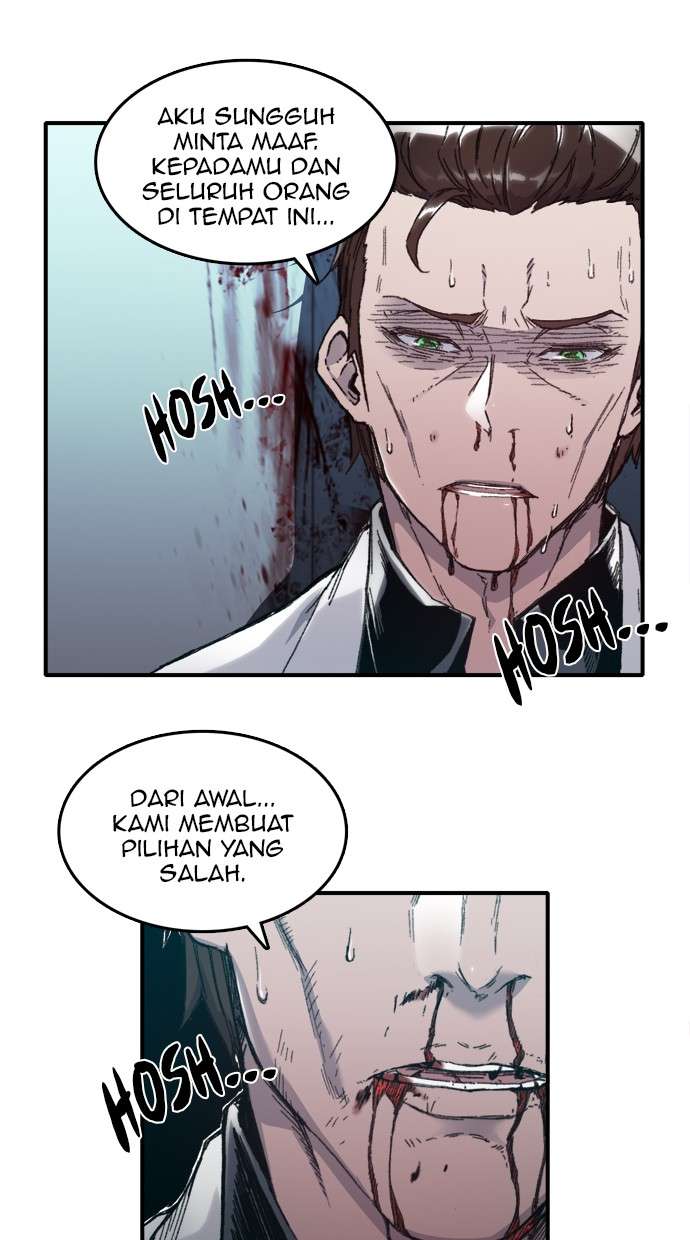 AKU SUNGGUH
MINTA MAAF.
KEPADAMU DAN
SELURUH ORANG
DI TEMPAT INI...
HOSH...
HOSH...
DARI AWAL...
KAMI MEMBUAT
PILIHAN YANG
SALAH.
HOSH...